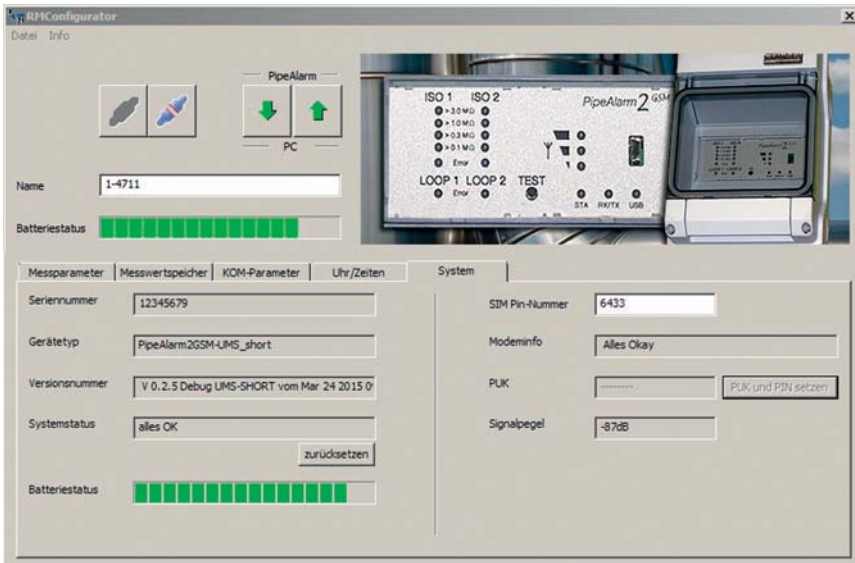 RMConfigurator
Datei Info
PipeAlarm
PC
Name 1-4711
Batteriestatus
ISO 1 ISO 2
PipeAlarm2 GSM
>3.0 MΩ
>1.0 MΩ
>0.3 MΩ
>0.1 MΩ
Error
LOOP 1 LOOP 2 TEST
Error
STA RX/TX USB
Messparameter Messwertspeicher KOM-Parameter Uhr/Zeiten System
Seriennummer 12345679
Gerätetyp PipeAlarm2GSM-UMS_short
Versionsnummer V 0.2.5 Debug UMS-SHORT vom Mar 24 2015
Systemstatus alles OK
zurücksetzen
Batteriestatus
SIM Pin-Nummer 6433
Modeminfo Alles Okay
PUK -------- PUK und PIN setzen
Signalpegel -87dB